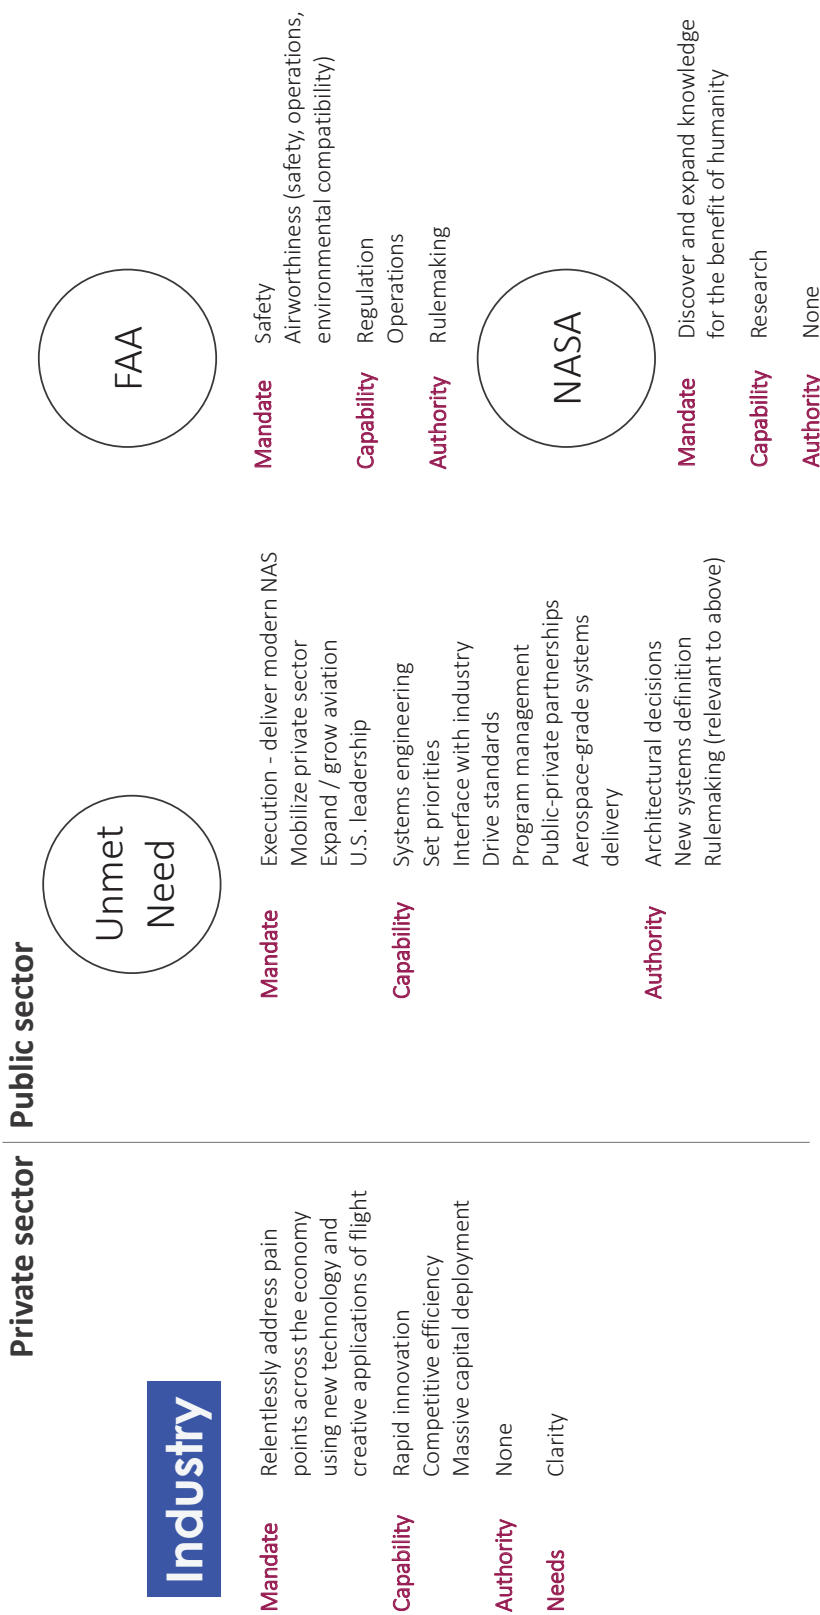 Private sector
Public sector
Industry
Mandate
Relentlessly address pain
points across the economy
using new technology and
creative applications of flight
Capability
Rapid innovation
Competitive efficiency
Massive capital deployment
Authority
None
Needs
Clarity
Unmet
Need
Mandate
Execution - deliver modern NAS
Mobilize private sector
Expand / grow aviation
U.S. leadership
Capability
Systems engineering
Set priorities
Interface with industry
Drive standards
Program management
Public-private partnerships
Aerospace-grade systems
delivery
Authority
Architectural decisions
New systems definition
Rulemaking (relevant to above)
FAA
Mandate
Safety
Airworthiness (safety, operations,
environmental compatibility)
Capability
Regulation
Operations
Authority
Rulemaking
NASA
Mandate
Discover and expand knowledge
for the benefit of humanity
Capability
Research
Authority
None